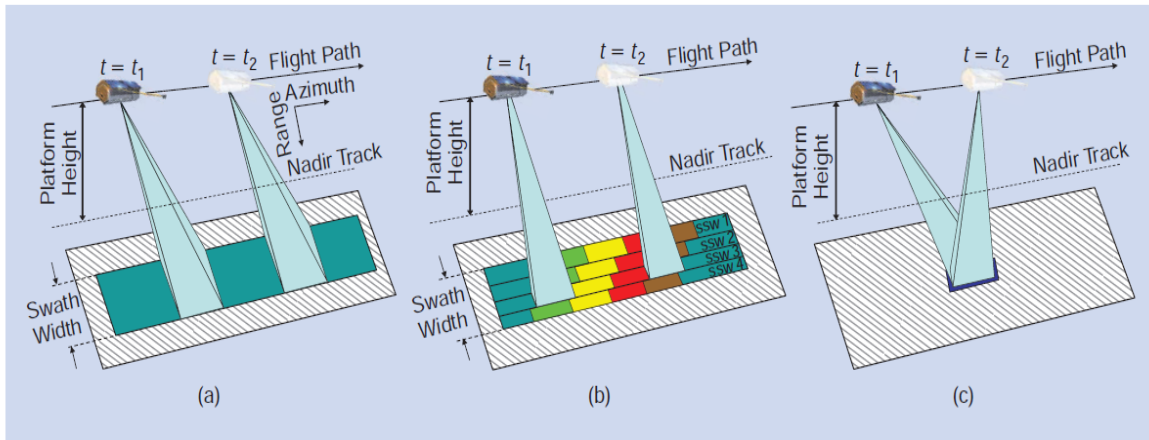 t = t1
t = t2
Flight Path
Azimuth
Range
Platform
Height
Nadir Track
Swath
Width
(a)
t = t1
t = t2
Flight Path
Platform
Height
Nadir Track
ssw 1
ssw 2
ssw 3
ssw 4
Swath
Width
(b)
t = t1
t = t2
Flight Path
Platform
Height
Nadir Track
(c)